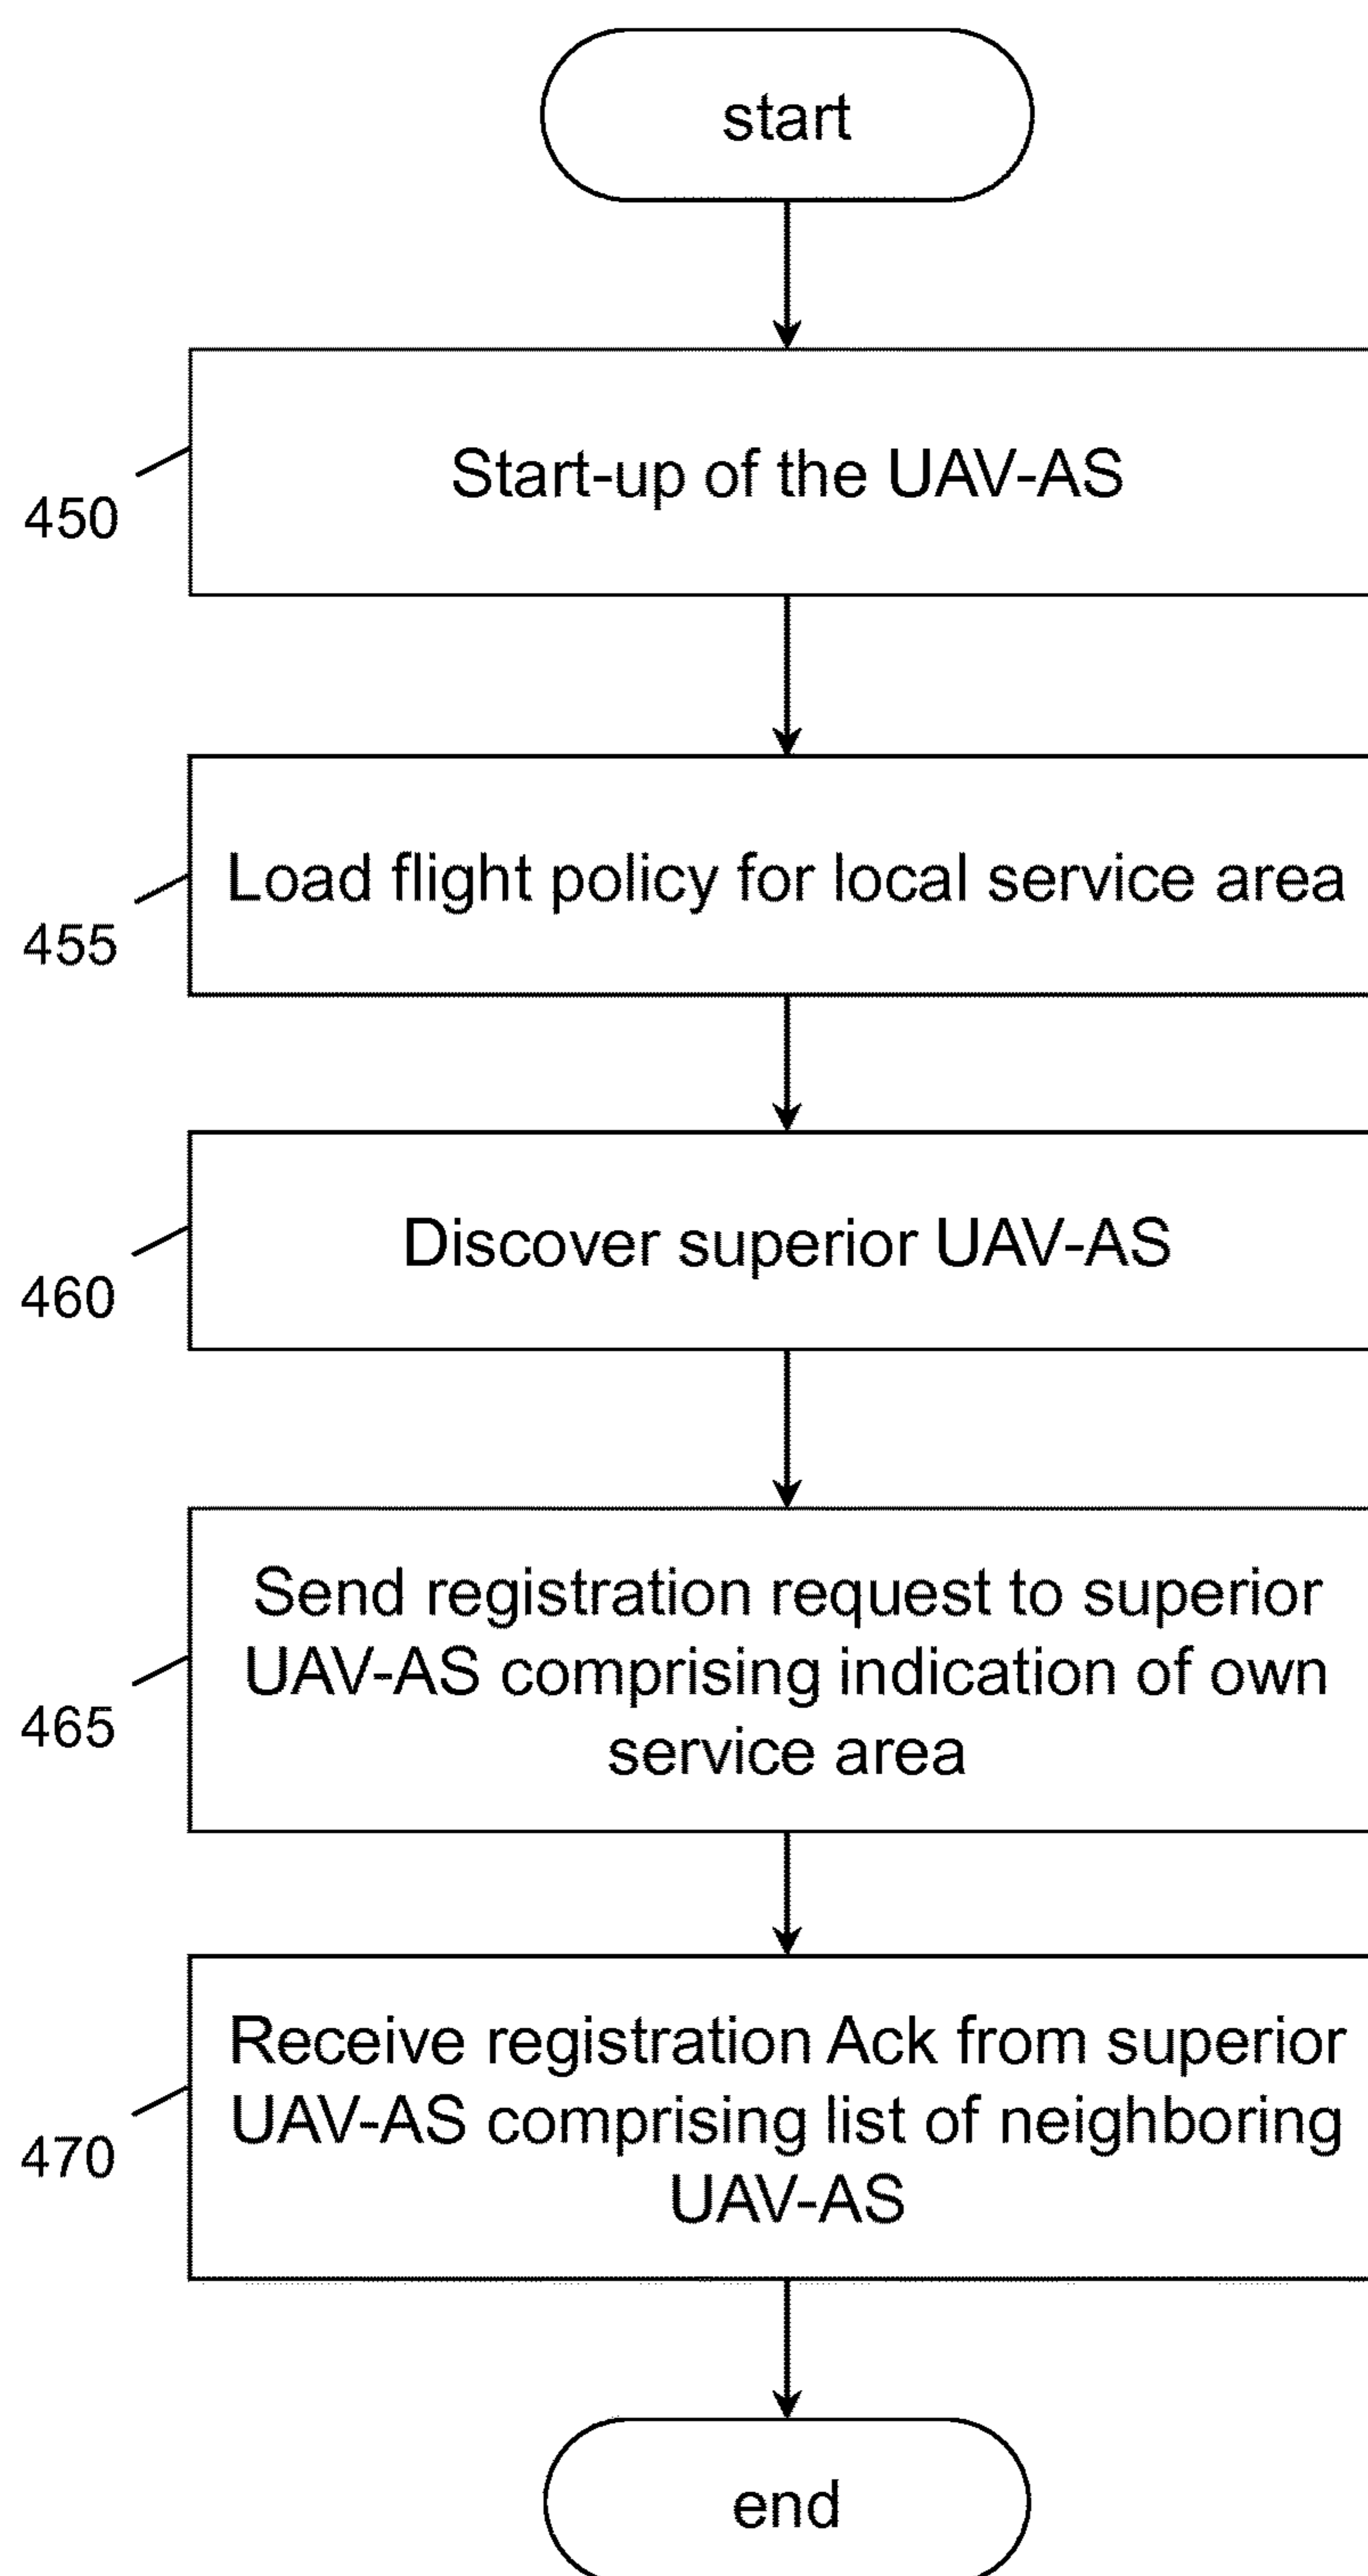 start
Start-up of the UAV-AS
450
Load flight policy for local service area
455
Discover superior UAV-AS
460
Send registration request to superior
UAV-AS comprising indication of own
service area
465
Receive registration Ack from superior
UAV-AS comprising list of neighboring
UAV-AS
470
end